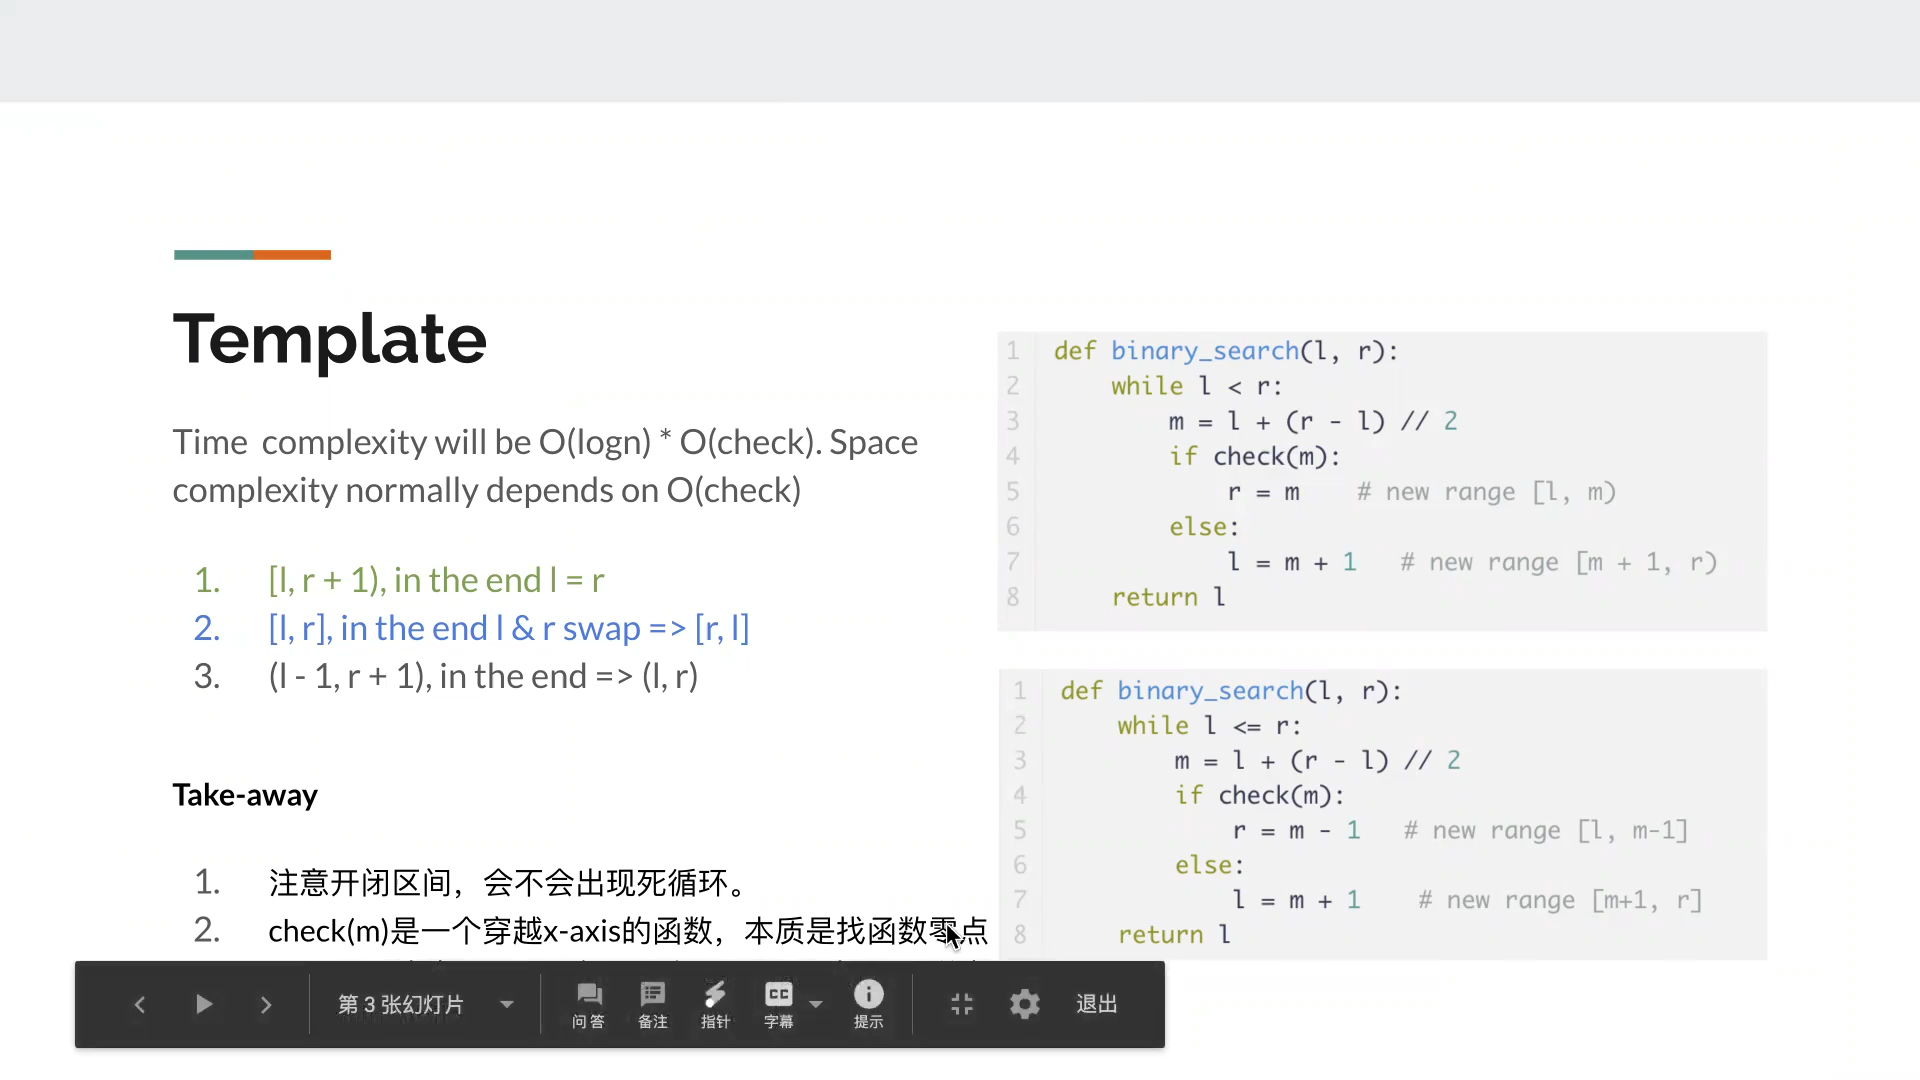 Template
Time complexity will be O(logn) * O(check). Space
complexity normally depends on O(check)
1. [l, r + 1), in the end l = r
2. [l, r], in the end l & r swap => [r, l]
3. (l - 1, r + 1), in the end => (l, r)
Take-away
1. 注意开闭区间，会不会出现死循环。
2. check(m)是一个穿越x-axis的函数，本质是找函数零点
1 def binary_search(l, r):
2 while l < r:
3 m = l + (r - l) // 2
4 if check(m):
5 r = m # new range [l, m)
6 else:
7 l = m + 1 # new range [m + 1, r)
8 return l
1 def binary_search(l, r):
2 while l <= r:
3 m = l + (r - l) // 2
4 if check(m):
5 r = m - 1 # new range [l, m-1]
6 else:
7 l = m + 1 # new range [m+1, r]
8 return l
第 3 张幻灯片
问答
备注
指针
CC
字幕
提示
退出